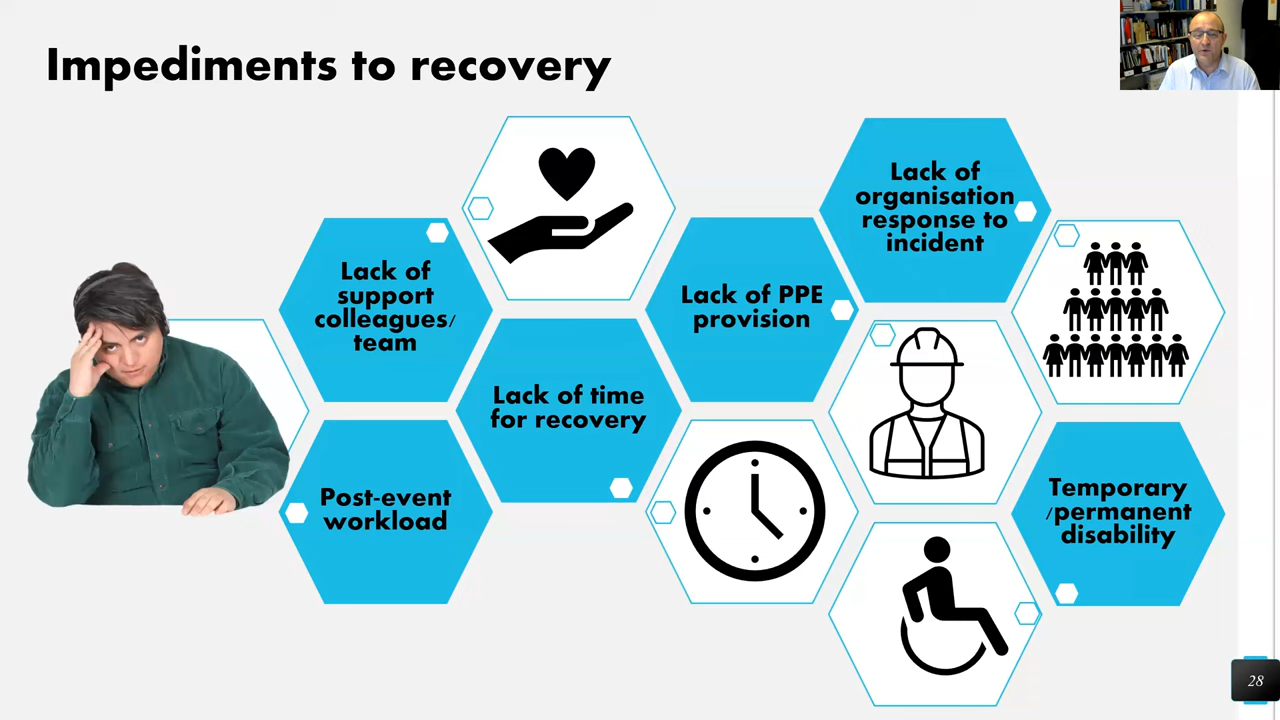 Impediments to recovery
Lack of
support
colleagues/
team
Post-event
workload
Lack of time
for recovery
Lack of PPE
provision
Lack of
organisation
response to
incident
Temporary
/permanent
disability
28